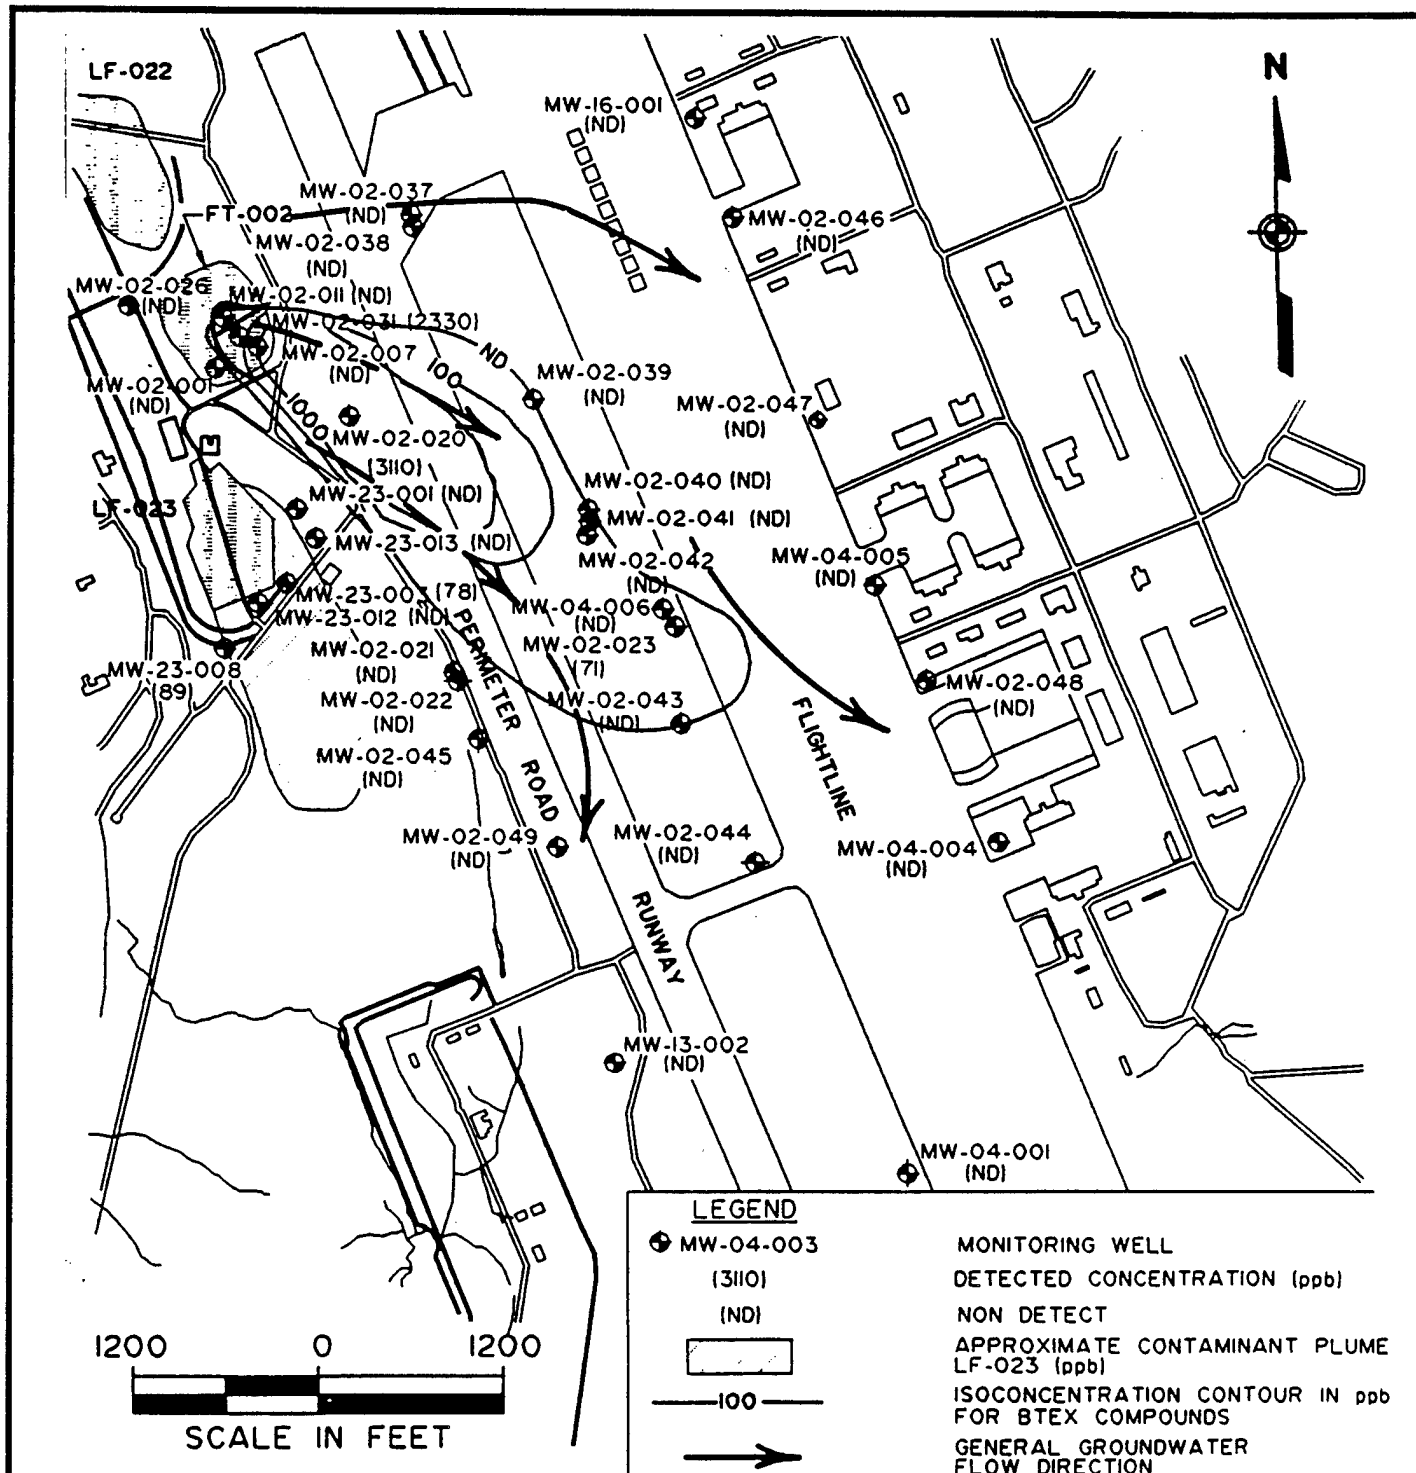 LF-022
N
MW-16-001
(ND)
MW-02-037
(ND)
FT-002
MW-02-046
(ND)
MW-02-038
(ND)
MW-02-026
(ND)
MW-02-011 (ND)
MW-02-031 (2330)
MW-02-007
(ND)
ND
100
MW-02-039
(ND)
MW-02-001
(ND)
1000
MW-02-047
(ND)
MW-02-020
(3110)
MW-02-040 (ND)
MW-23-001 (ND)
LF-023
MW-02-041 (ND)
MW-23-013 (ND)
MW-02-042
(ND)
MW-04-005
(ND)
MW-23-003 (78)
MW-23-012 (ND)
MW-04-006
(ND)
MW-02-021
(ND)
MW-02-023
(71)
MW-23-008
(89)
MW-02-022
(ND)
MW-02-043
(ND)
MW-02-048
(ND)
MW-02-045
(ND)
PERIMETER ROAD
FLIGHTLINE
MW-02-049
(ND)
MW-02-044
(ND)
MW-04-004
(ND)
RUNWAY
MW-13-002
(ND)
MW-04-001
(ND)
LEGEND
MW-04-003 MONITORING WELL
(3110) DETECTED CONCENTRATION (ppb)
(ND) NON DETECT
APPROXIMATE CONTAMINANT PLUME
LF-023 (ppb)
100 ISOCONCENTRATION CONTOUR IN ppb
FOR BTEX COMPOUNDS
GENERAL GROUNDWATER
FLOW DIRECTION
1200 0 1200
SCALE IN FEET